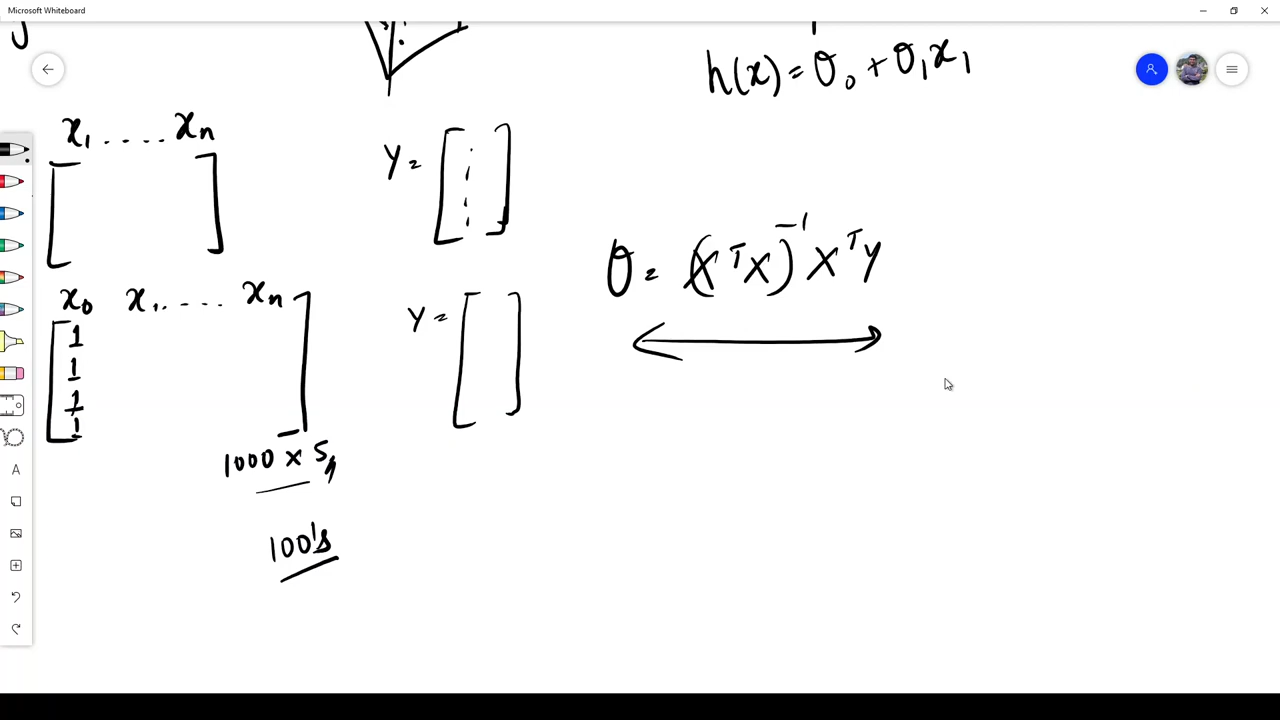 Microsoft Whiteboard
h(x) = θ₀ + θ₁x₁
x₁ . . . . . xₙ
Y = [ ]
θ = (XᵀX)⁻¹ XᵀY
x₀ x₁ . . . . . xₙ
1
1
1
1
Y = [ ]
1000 x 5
100's
A